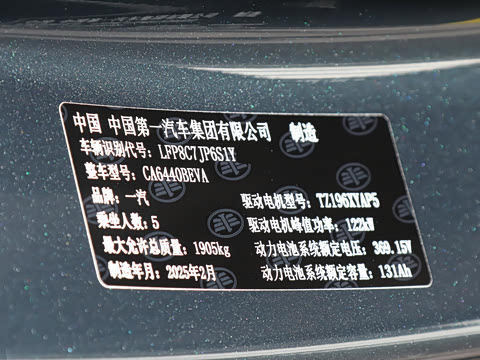 中国 中国第一汽车集团有限公司 制造
车辆识别代号：LFP8C7JP6S1Y
整车型号：CA6440BEVA
品牌：一汽 驱动电机型号：TZ196XYAP5
乘坐人数：5 驱动电机峰值功率：122kW
最大允许总质量：1905kg 动力电池系统额定电压：369.15V
制造年月：2025年2月 动力电池系统额定容量：131Ah